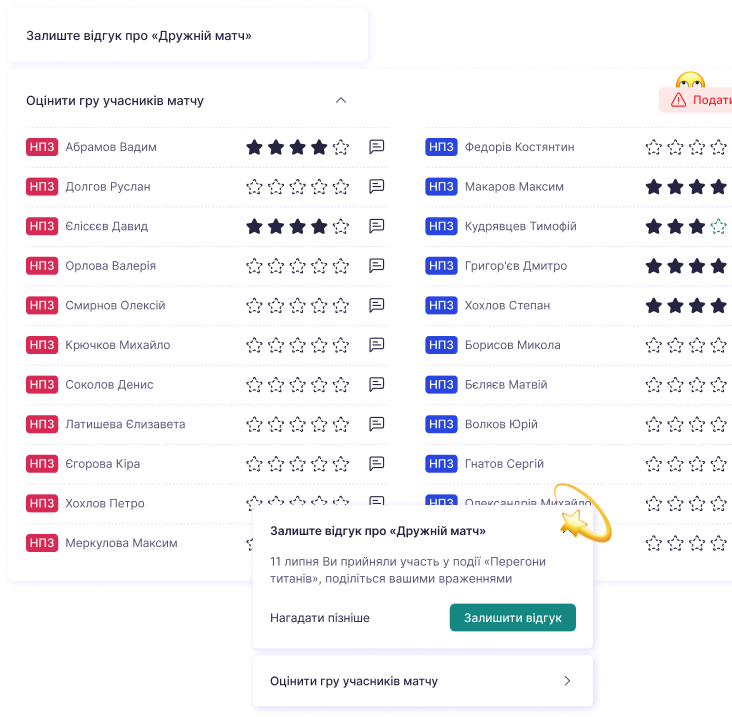 Залиште відгук про «Дружній матч»
Оцінити гру учасників матчу
Подати
НПЗ Абрамов Вадим
НПЗ Долгов Руслан
НПЗ Єлісєєв Давид
НПЗ Орлова Валерія
НПЗ Смирнов Олексій
НПЗ Крючков Михайло
НПЗ Соколов Денис
НПЗ Латишева Єлизавета
НПЗ Єгорова Кіра
НПЗ Хохлов Петро
НПЗ Меркулова Максим
НПЗ Федорів Костянтин
НПЗ Макаров Максим
НПЗ Кудрявцев Тимофій
НПЗ Григор'єв Дмитро
НПЗ Хохлов Степан
НПЗ Борисов Микола
НПЗ Бєляєв Матвій
НПЗ Волков Юрій
НПЗ Гнатов Сергій
НПЗ Олександрів Михайло
Залиште відгук про «Дружній матч»
11 липня Ви прийняли участь у події «Перегони
титанів», поділіться вашими враженнями
Нагадати пізніше
Залишити відгук
Оцінити гру учасників матчу